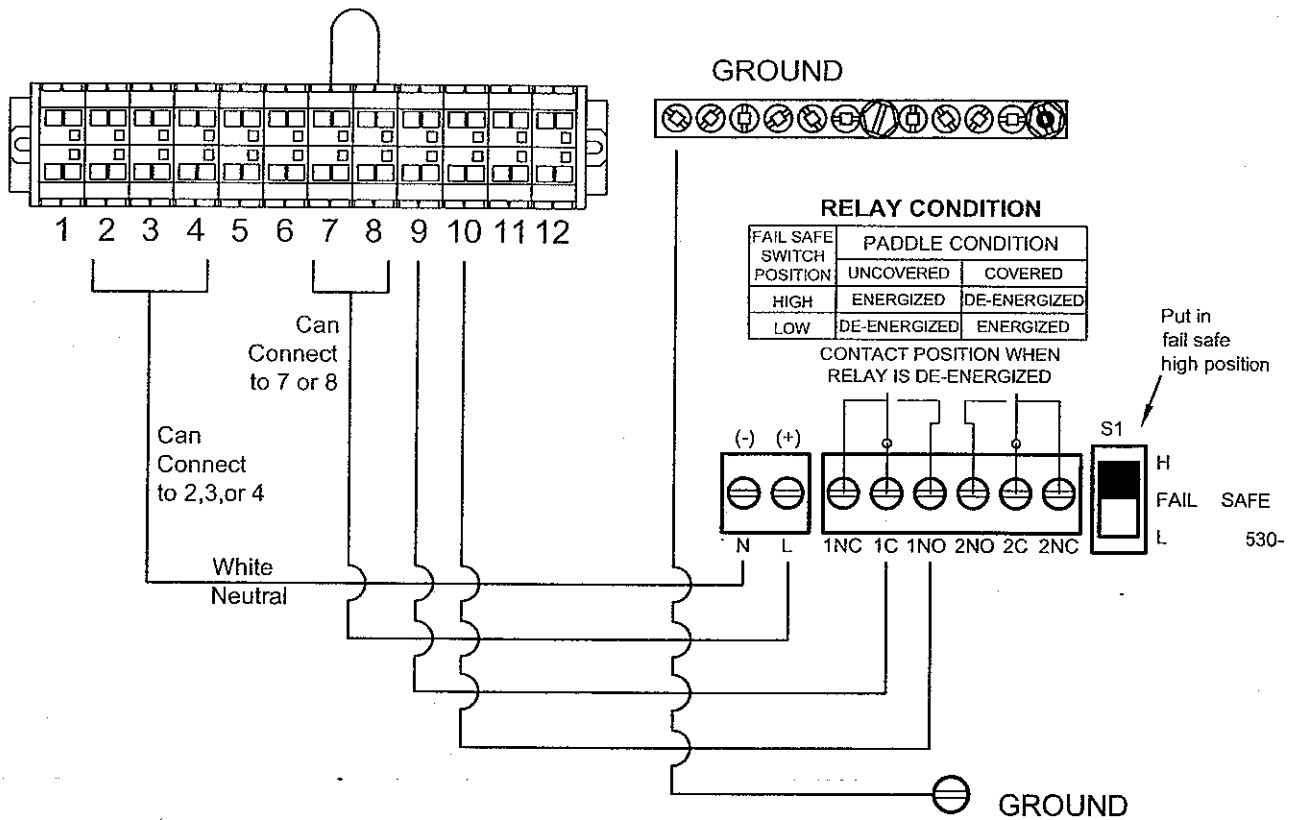 GROUND
1 2 3 4 5 6 7 8 9 10 11 12
RELAY CONDITION
FAIL SAFE
SWITCH
POSITION
PADDLE CONDITION
UNCOVERED COVERED
HIGH ENERGIZED DE-ENERGIZED
LOW DE-ENERGIZED ENERGIZED
CONTACT POSITION WHEN
RELAY IS DE-ENERGIZED
Put in
fail safe
high position
Can
Connect
to 7 or 8
Can
Connect
to 2,3,or 4
(-) (+)
S1
H
FAIL SAFE
L 530-
N L 1NC 1C 1NO 2NO 2C 2NC
White
Neutral
GROUND